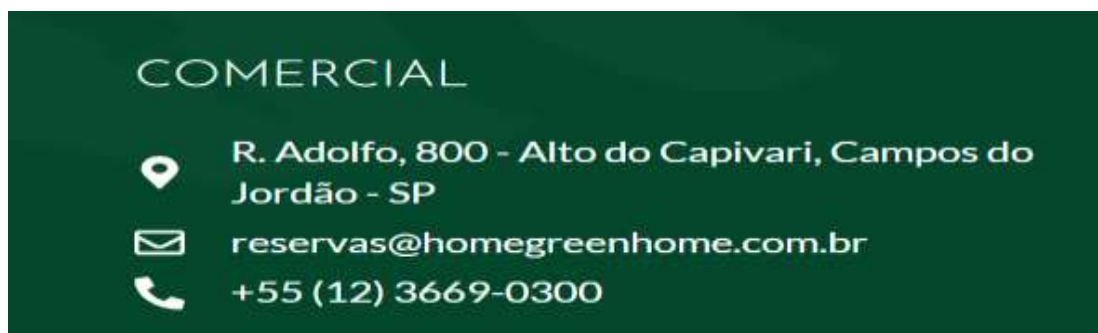 COMERCIAL
R. Adolfo, 800 - Alto do Capivari, Campos do
Jordão - SP
reservas@homegreenhome.com.br
+55 (12) 3669-0300